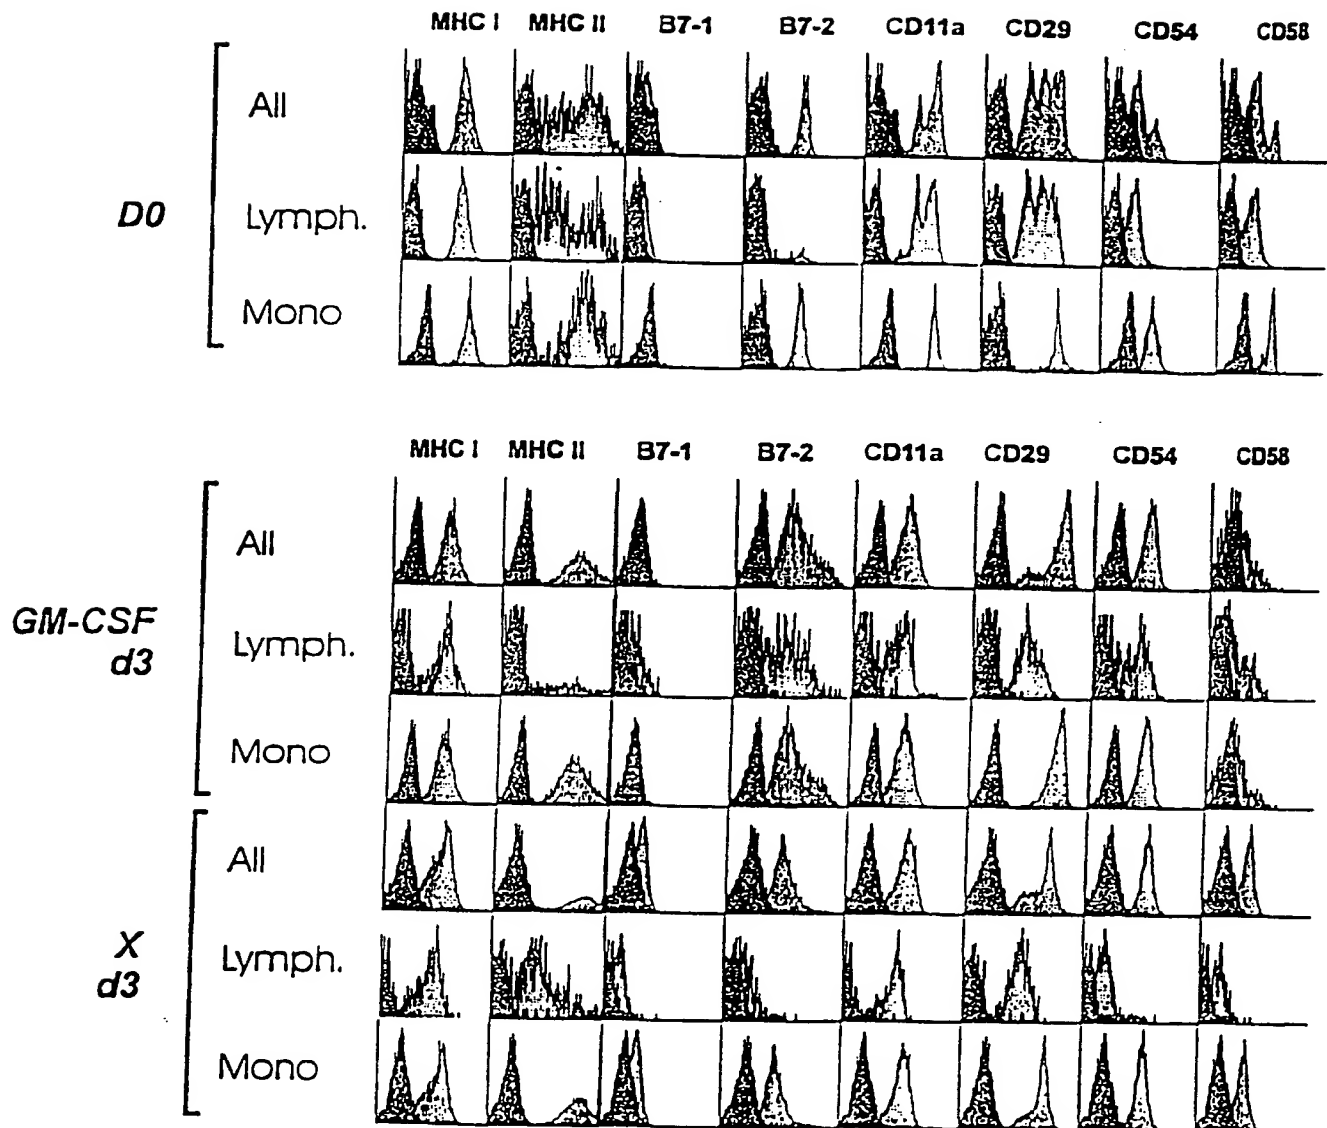 MHC I MHC II B7-1 B7-2 CD11a CD29 CD54 CD58
All
D0 Lymph.
Mono
MHC I MHC II B7-1 B7-2 CD11a CD29 CD54 CD58
All
GM-CSF
d3
Lymph.
Mono
All
X
d3
Lymph.
Mono